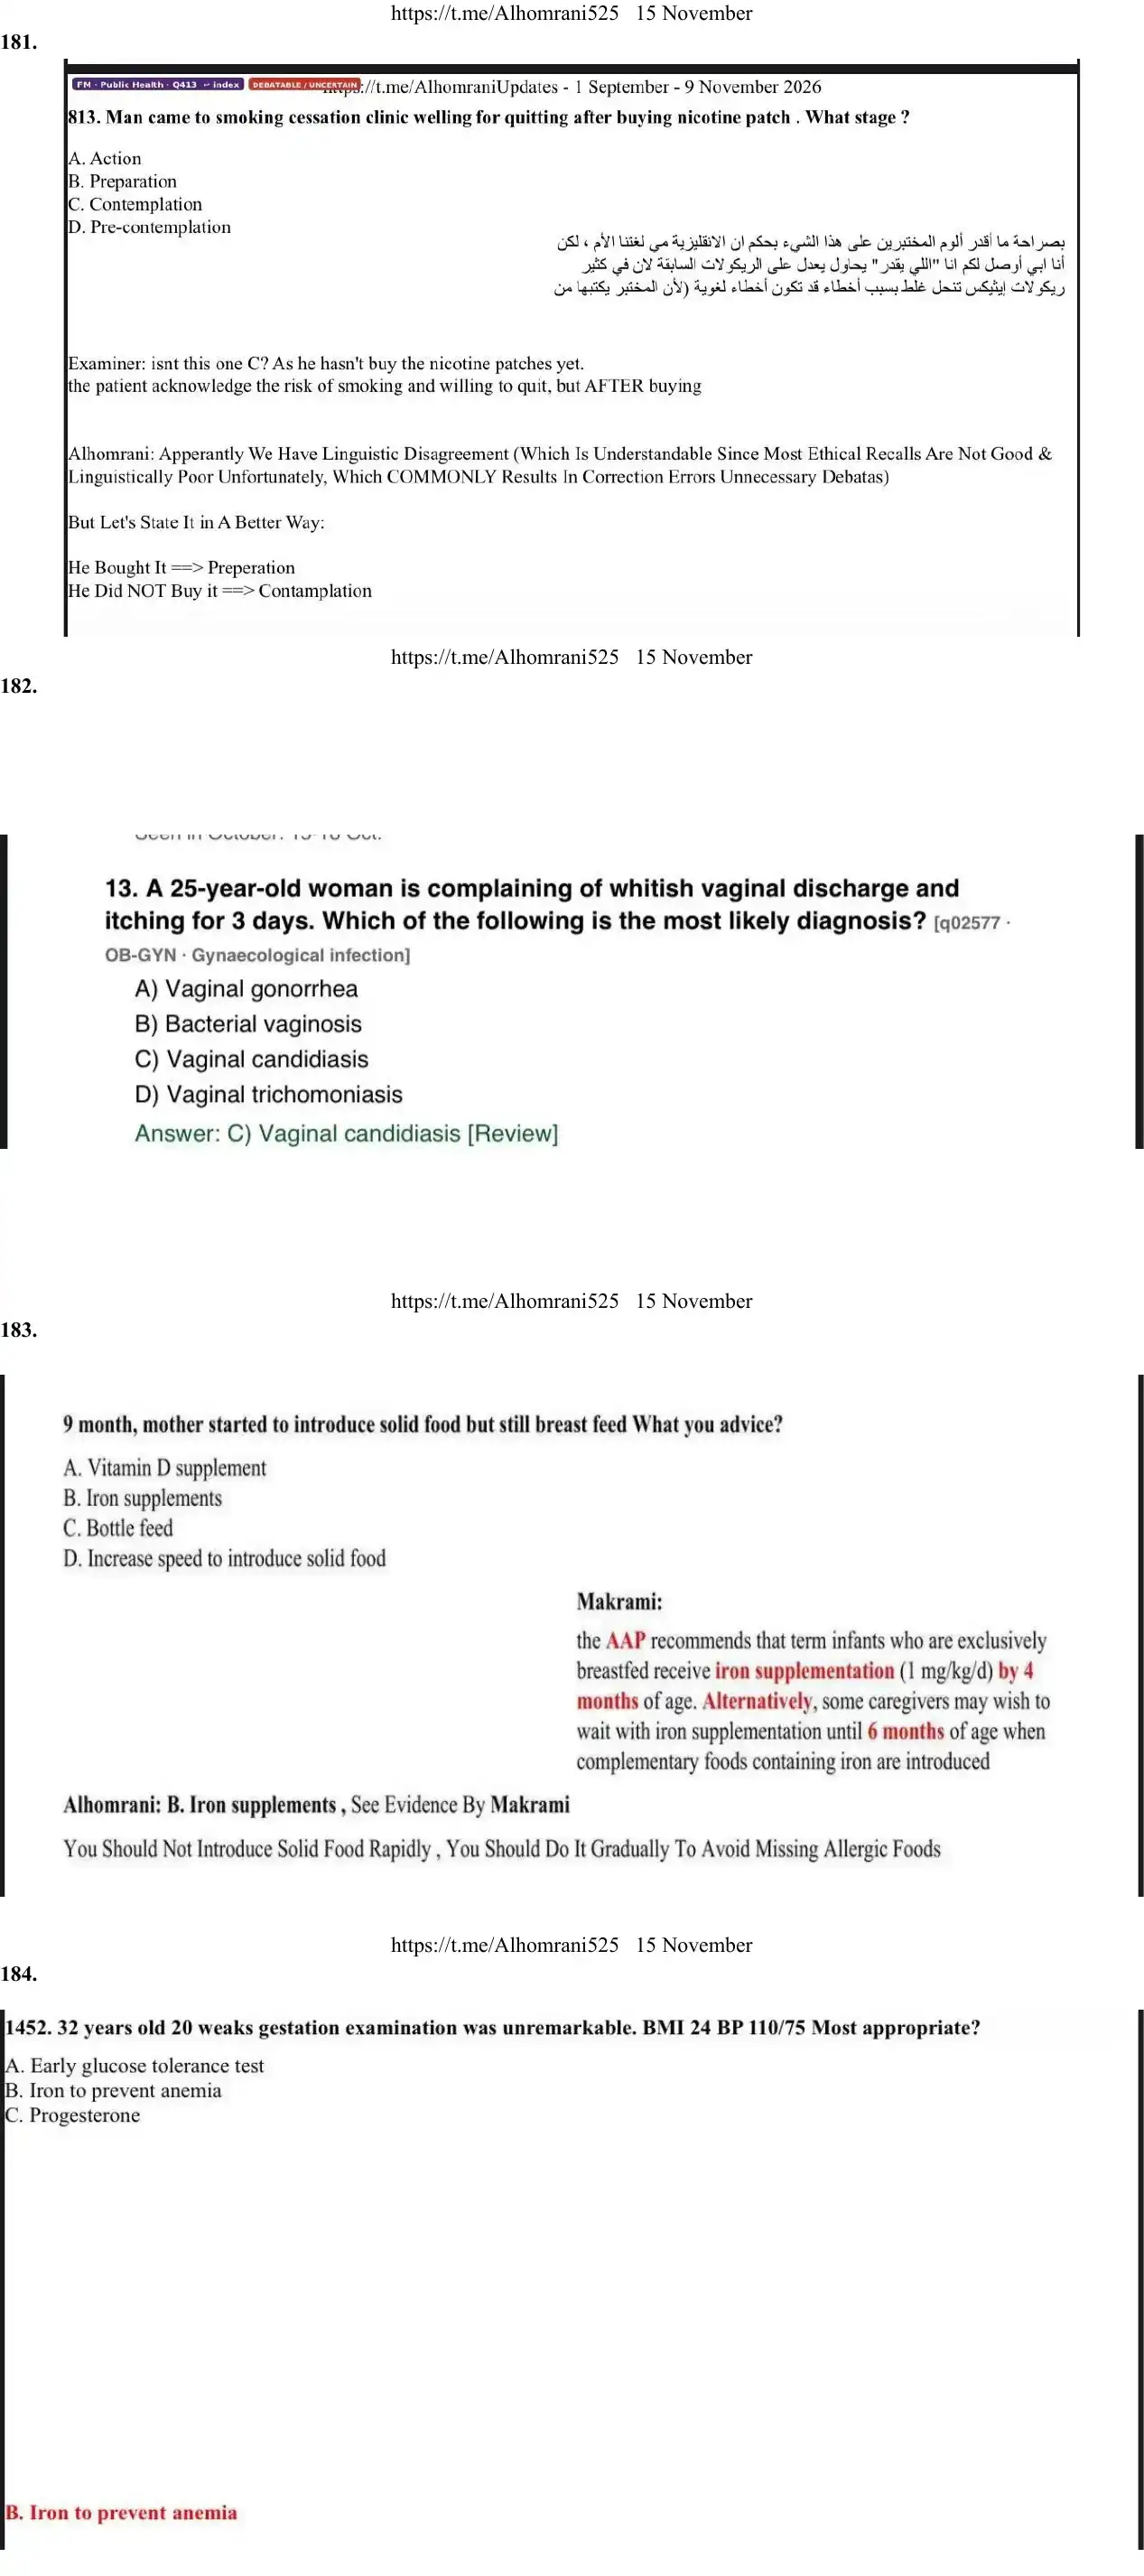 https://t.me/Alhomrani525 15 November
181.
FM - Public Health - Q413 ↩ index DEBATABLE / UNCERTAIN
://t.me/AlhomraniUpdates - 1 September - 9 November 2026
813. Man came to smoking cessation clinic welling for quitting after buying nicotine patch . What stage ?
A. Action
B. Preparation
C. Contemplation
D. Pre-contemplation
بصراحة ما أقدر ألوم المختبرين على هذا الشيء بحكم ان الانقليزية مي لغتنا الأم ، لكن
أنا ابي أوصل لكم انا "اللي يقدر" يحاول يعدل على الريكولات السابقة لان في كثير
ريكولات إيثيكس تنحل غلط بسبب أخطاء قد تكون أخطاء لغوية (لأن المختبر يكتبها من
Examiner: isnt this one C? As he hasn't buy the nicotine patches yet.
the patient acknowledge the risk of smoking and willing to quit, but AFTER buying
Alhomrani: Apperantly We Have Linguistic Disagreement (Which Is Understandable Since Most Ethical Recalls Are Not Good &
Linguistically Poor Unfortunately, Which COMMONLY Results In Correction Errors Unnecessary Debatas)
But Let's State It in A Better Way:
He Bought It ==> Preperation
He Did NOT Buy it ==> Contamplation
https://t.me/Alhomrani525 15 November
182.
Seen in October: 15-16 Oct.
13. A 25-year-old woman is complaining of whitish vaginal discharge and
itching for 3 days. Which of the following is the most likely diagnosis? [q02577 ·
OB-GYN · Gynaecological infection]
A) Vaginal gonorrhea
B) Bacterial vaginosis
C) Vaginal candidiasis
D) Vaginal trichomoniasis
Answer: C) Vaginal candidiasis [Review]
https://t.me/Alhomrani525 15 November
183.
9 month, mother started to introduce solid food but still breast feed What you advice?
A. Vitamin D supplement
B. Iron supplements
C. Bottle feed
D. Increase speed to introduce solid food
Makrami:
the AAP recommends that term infants who are exclusively
breastfed receive iron supplementation (1 mg/kg/d) by 4
months of age. Alternatively, some caregivers may wish to
wait with iron supplementation until 6 months of age when
complementary foods containing iron are introduced
Alhomrani: B. Iron supplements , See Evidence By Makrami
You Should Not Introduce Solid Food Rapidly , You Should Do It Gradually To Avoid Missing Allergic Foods
https://t.me/Alhomrani525 15 November
184.
1452. 32 years old 20 weaks gestation examination was unremarkable. BMI 24 BP 110/75 Most appropriate?
A. Early glucose tolerance test
B. Iron to prevent anemia
C. Progesterone
B. Iron to prevent anemia